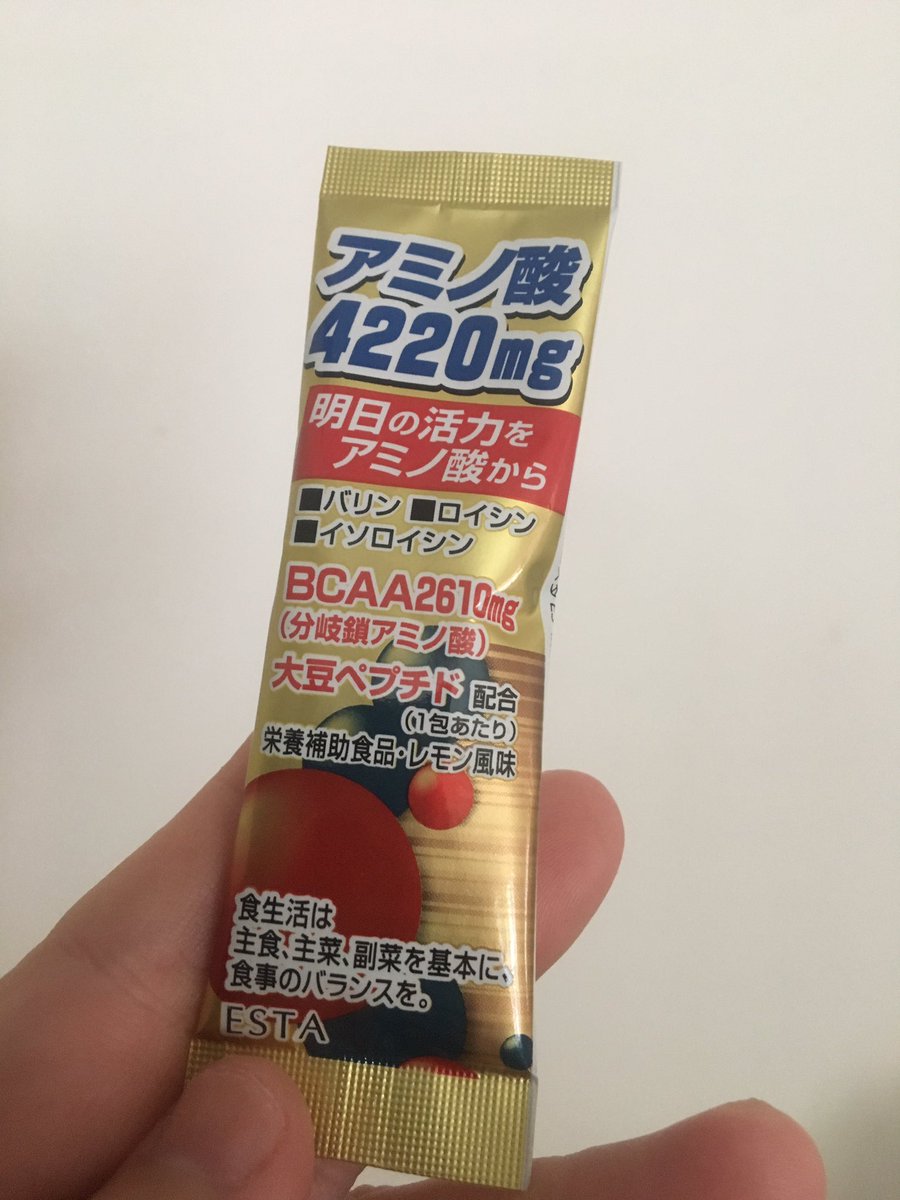 アミノ酸
4220mg
明日の活力を
アミノ酸から
■バリン ■ロイシン
■イソロイシン
BCAA2610mg
(分岐鎖アミノ酸)
大豆ペプチド 配合
(1包あたり)
栄養補助食品・レモン風味
食生活は
主食、主菜、副菜を基本に、
食事のバランスを。
ESTA